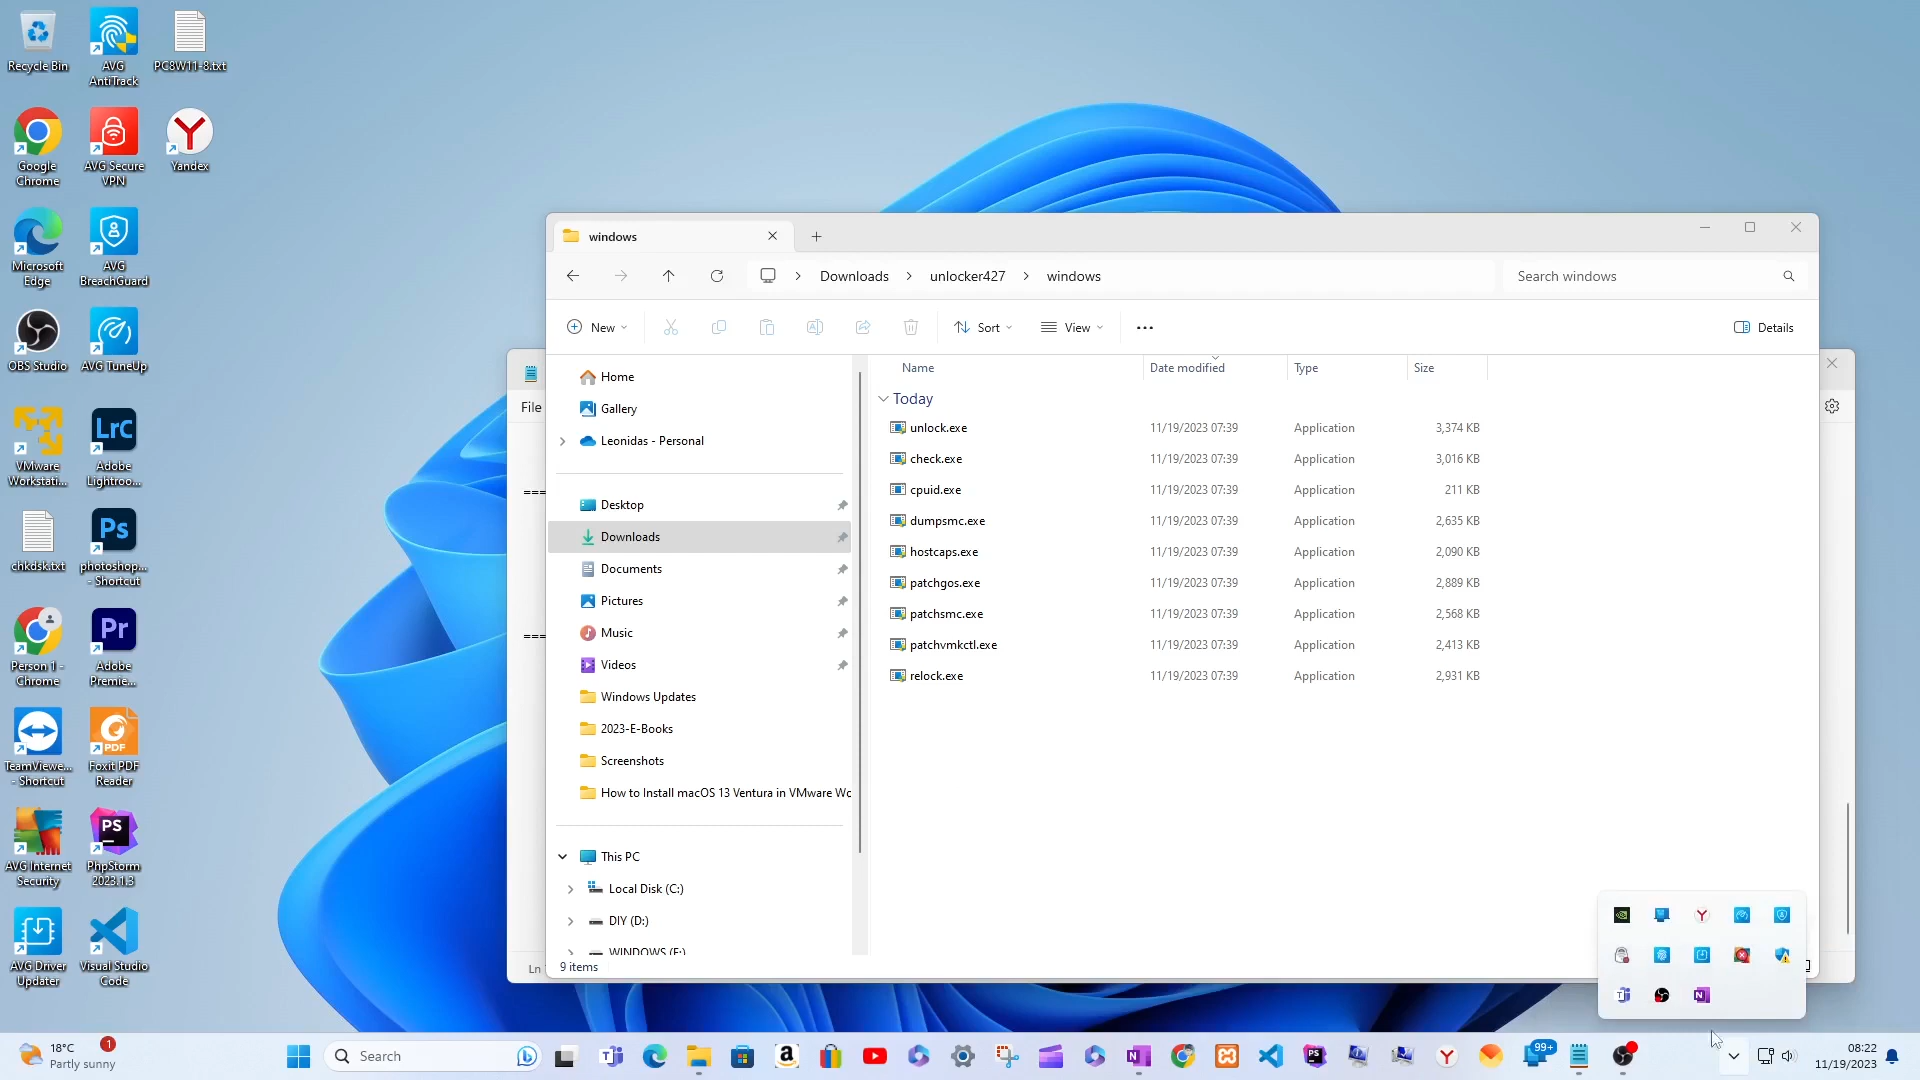 Recycle Bin
AVG
AntiTrack
PC8W11-8.txt
Google
Chrome
AVG Secure
VPN
Yandex
Microsoft
Edge
AVG
BreachGuard
OBS Studio
AVG TuneUp
VMware
Workstati...
Adobe
Lightroo...
chkdsk.txt
photoshop...
- Shortcut
Person 1 -
Chrome
Adobe
Premie...
TeamViewe...
- Shortcut
Foxit PDF
Reader
AVG Internet
Security
PhpStorm
2023.1.3
AVG Driver
Updater
Visual Studio
Code
windows
Downloads
unlocker427
windows
Search windows
New
Sort
View
Details
File
===
===
Ln
Home
Gallery
Leonidas - Personal
Desktop
Downloads
Documents
Pictures
Music
Videos
Windows Updates
2023-E-Books
Screenshots
How to Install macOS 13 Ventura in VMware Wo
This PC
Local Disk (C:)
DIY (D:)
WINDOWS (E:)
9 items
Name Date modified Type Size
Today
unlock.exe 11/19/2023 07:39 Application 3,374 KB
check.exe 11/19/2023 07:39 Application 3,016 KB
cpuid.exe 11/19/2023 07:39 Application 211 KB
dumpsmc.exe 11/19/2023 07:39 Application 2,635 KB
hostcaps.exe 11/19/2023 07:39 Application 2,090 KB
patchgos.exe 11/19/2023 07:39 Application 2,889 KB
patchsmc.exe 11/19/2023 07:39 Application 2,568 KB
patchvmkctl.exe 11/19/2023 07:39 Application 2,413 KB
relock.exe 11/19/2023 07:39 Application 2,931 KB
18°C
Partly sunny
1
Search
99+
08:22
11/19/2023